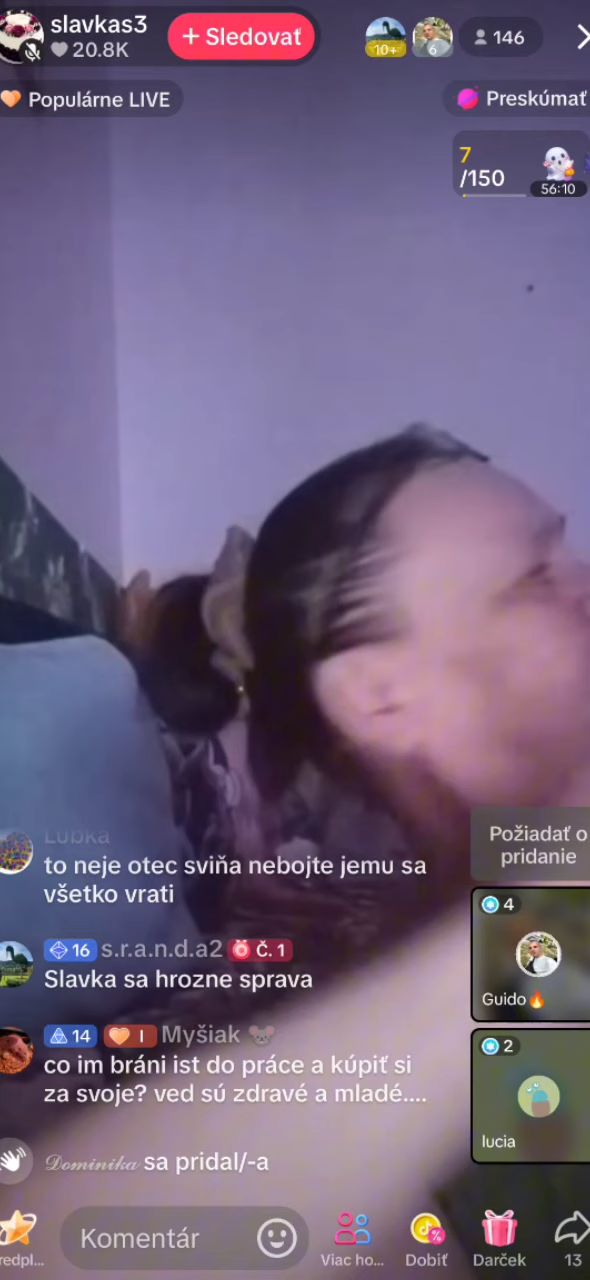 slavkas3
20.8K
+ Sledovať
10+
6
146
Populárne LIVE
Preskúmať
7
/150
56:10
Lubka
to neje otec sviňa nebojte jemu sa
všetko vrati
16 s.r.a.n.d.a2 Č. 1
Slavka sa hrozne sprava
14 I Myšiak
co im bráni ist do práce a kúpiť si
za svoje? ved sú zdravé a mladé....
Dominika sa pridal/-a
Požiadať o
pridanie
4
Guido
2
lucia
Komentár
redpl...
Viac ho...
Dobiť
Darček
13